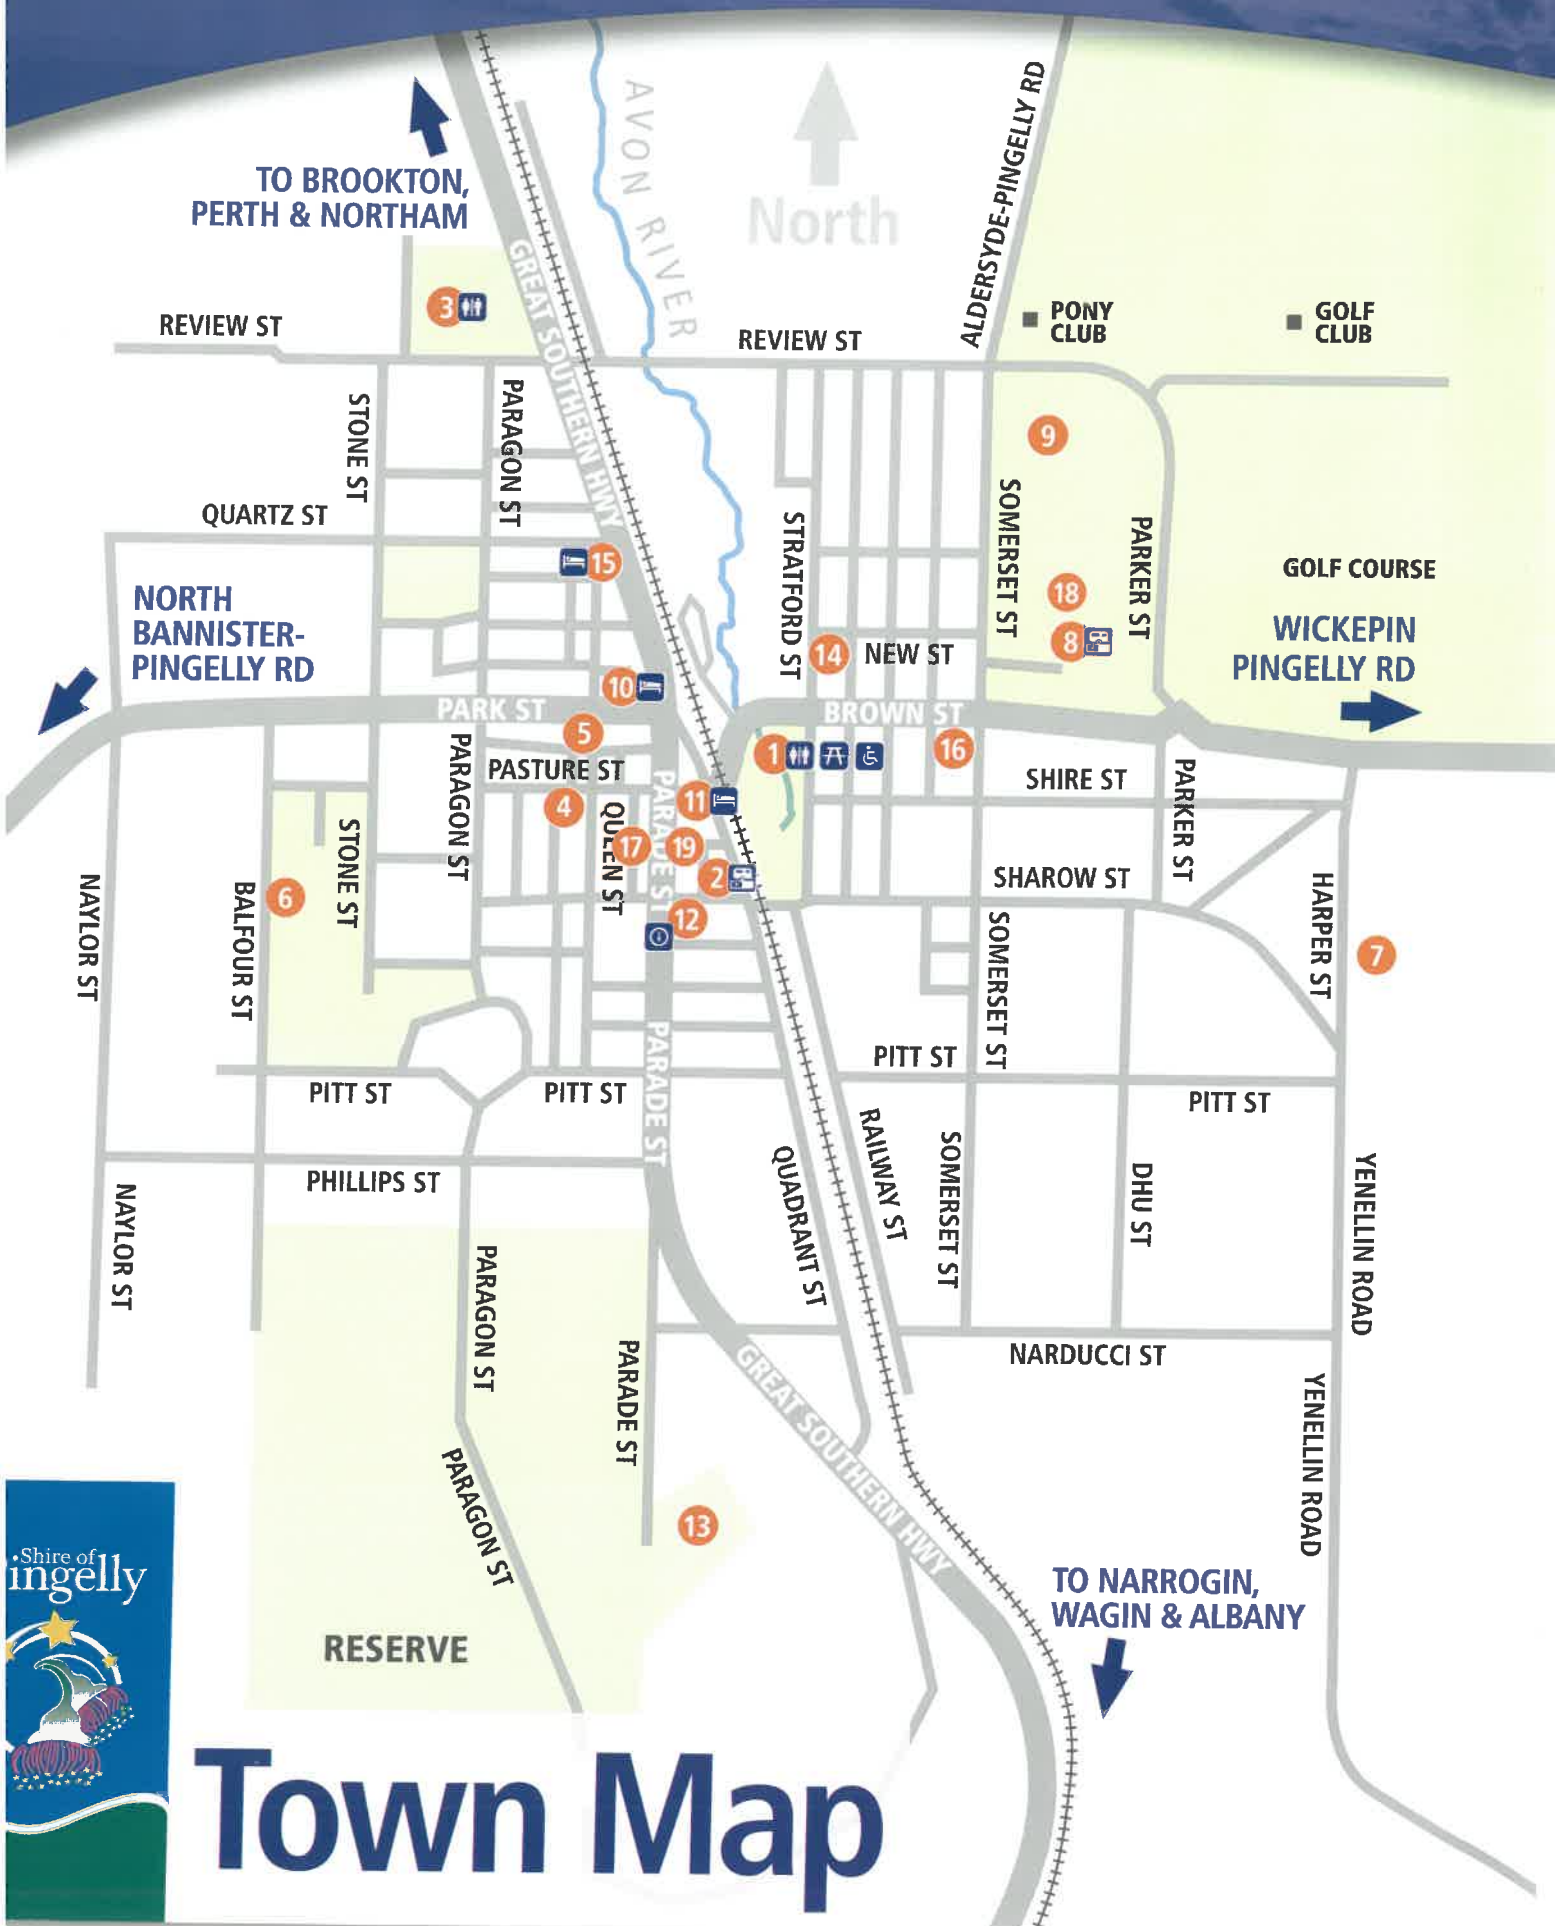 AVON RIVER
ALDERSYDE-PINGELLY RD
TO BROOKTON,
PERTH & NORTHAM
North
GREAT SOUTHERN HWY
3
REVIEW ST
REVIEW ST
PONY
CLUB
GOLF
CLUB
STONE ST
PARAGON ST
9
QUARTZ ST
SOMERSET ST
STRATFORD ST
PARKER ST
15
GOLF COURSE
NORTH
BANNISTER-
PINGELLY RD
18
8
WICKEPIN
PINGELLY RD
14
NEW ST
10
PARK ST
BROWN ST
5
1
16
PARAGON ST
PASTURE ST
PARADE ST
SHIRE ST
PARKER ST
11
4
QUEEN ST
17
19
STONE ST
2
SHAROW ST
NAYLOR ST
BALFOUR ST
6
12
HARPER ST
7
SOMERSET ST
PARADE ST
PITT ST
PITT ST
PITT ST
PITT ST
RAILWAY ST
QUADRANT ST
SOMERSET ST
DHU ST
YENELLIN ROAD
PHILLIPS ST
NAYLOR ST
PARAGON ST
PARADE ST
GREAT SOUTHERN HWY
NARDUCCI ST
YENELLIN ROAD
PARAGON ST
13
Shire of
ingelly
TO NARROGIN,
WAGIN & ALBANY
RESERVE
Town Map